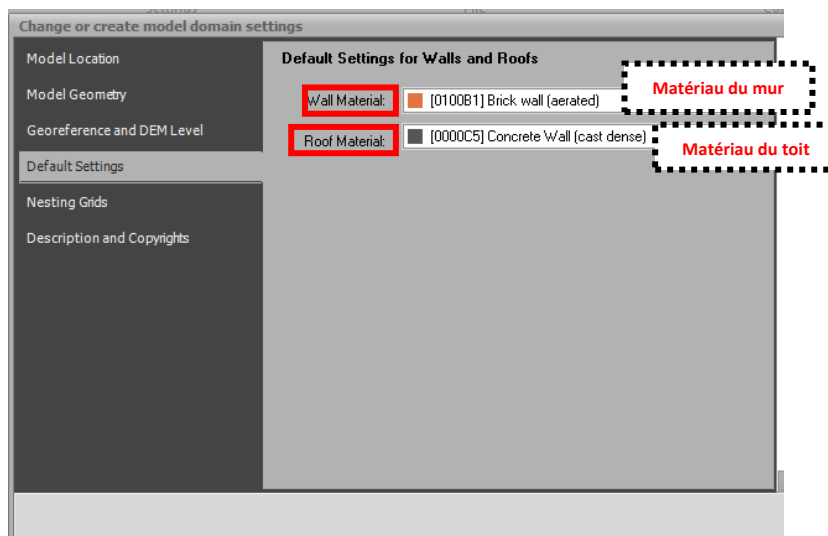 Change or create model domain settings
Model Location
Model Geometry
Georeference and DEM Level
Default Settings
Nesting Grids
Description and Copyrights
Default Settings for Walls and Roofs
Wall Material: [0100B1] Brick wall (aerated)
Matériau du mur
Roof Material: [0000C5] Concrete Wall (cast dense)
Matériau du toit